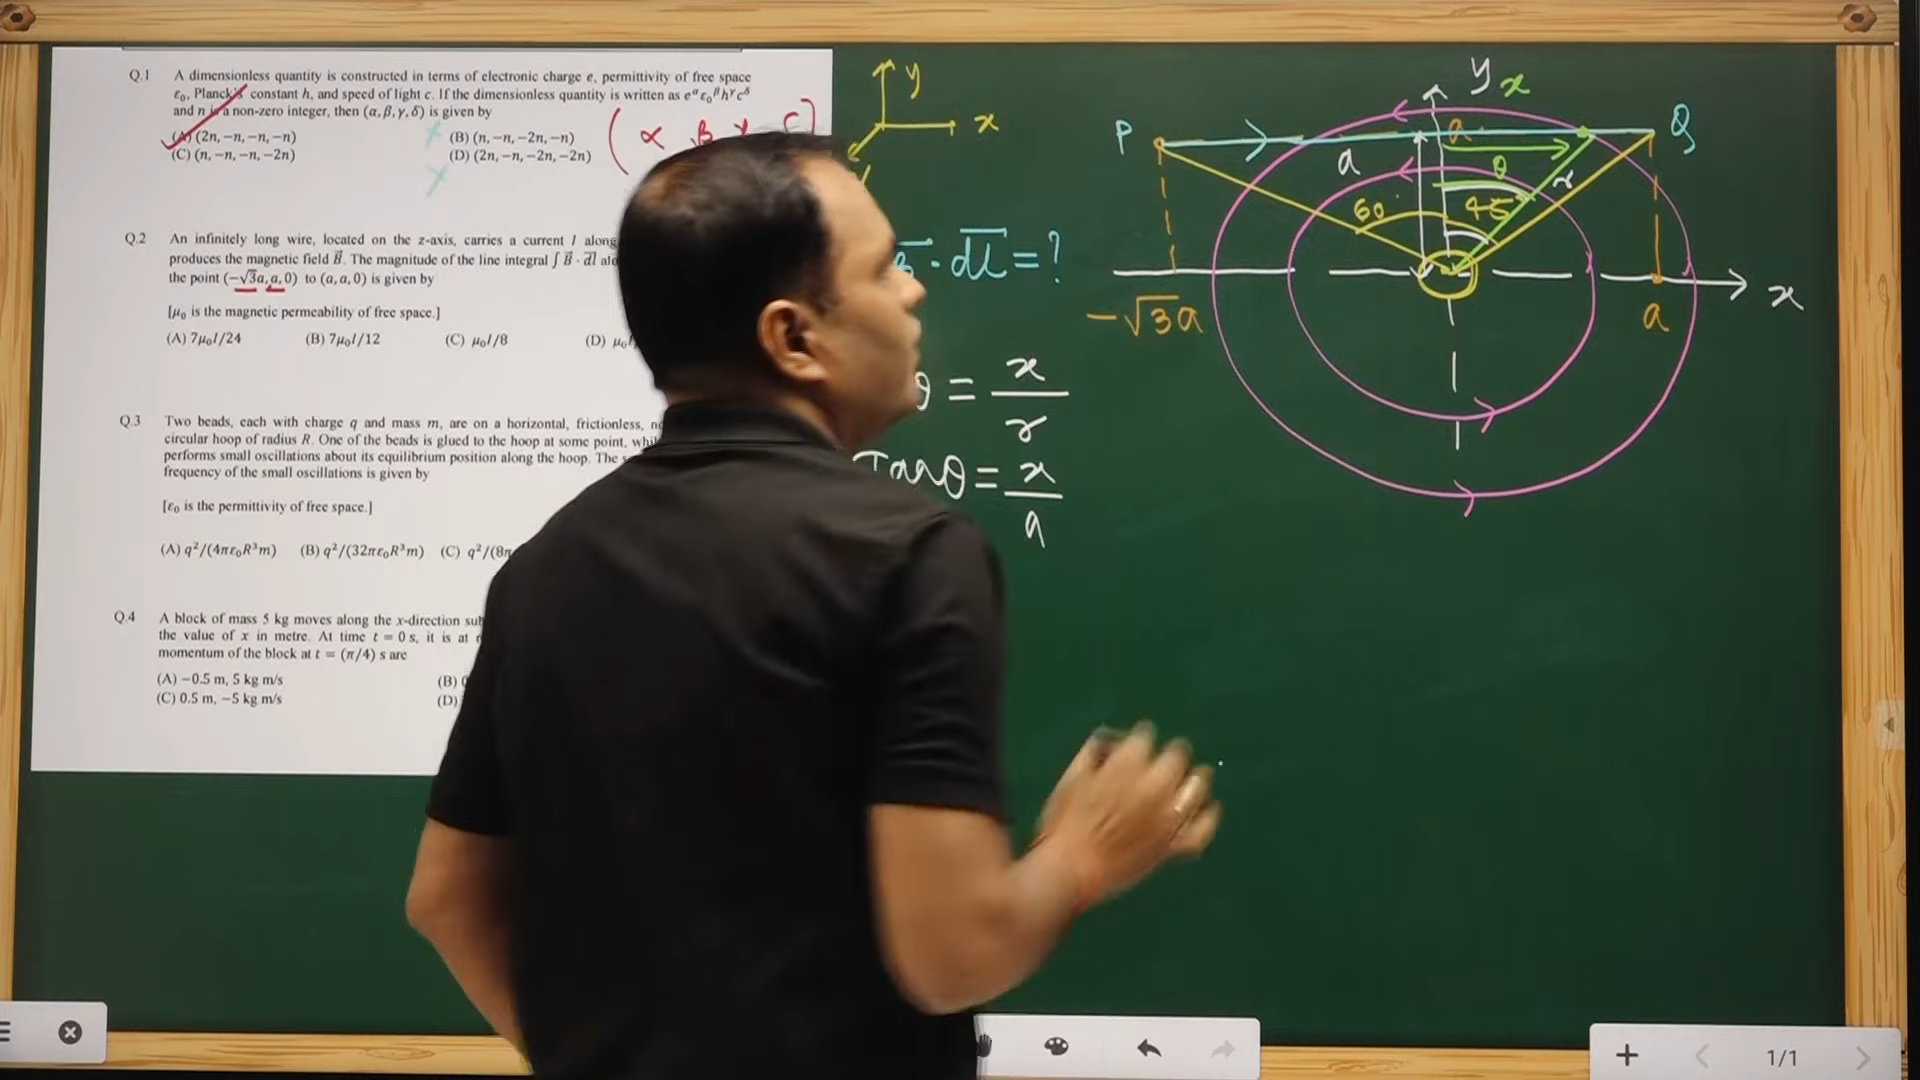 Q.1 A dimensionless quantity is constructed in terms of electronic charge e, permittivity of free space
ε₀, Planck's constant h, and speed of light c. If the dimensionless quantity is written as e^α ε₀^β h^γ c^δ
and n is a non-zero integer, then (α, β, γ, δ) is given by
(A) (2n, −n, −n, −n) (B) (n, −n, −2n, −n)
(C) (n, −n, −n, −2n) (D) (2n, −n, −2n, −2n)
Q.2 An infinitely long wire, located on the z-axis, carries a current I along
produces the magnetic field B⃗. The magnitude of the line integral ∫ B⃗ · dl⃗
the point (−√3a, a, 0) to (a, a, 0) is given by
[μ₀ is the magnetic permeability of free space.]
(A) 7μ₀I/24 (B) 7μ₀I/12 (C) μ₀I/8 (D)
Q.3 Two beads, each with charge q and mass m, are on a horizontal, frictionless,
circular hoop of radius R. One of the beads is glued to the hoop at some point,
performs small oscillations about its equilibrium position along the hoop. The
frequency of the small oscillations is given by
[ε₀ is the permittivity of free space.]
(A) q²/(4πε₀R³m) (B) q²/(32πε₀R³m) (C)
Q.4 A block of mass 5 kg moves along the x-direction
the value of x in metre. At time t = 0 s, it is at
momentum of the block at t = (π/4) s are
(A) −0.5 m, 5 kg m/s (B)
(C) 0.5 m, −5 kg m/s (D)
(α β
y
x
· dl = ?
θ = x/r
Tanθ = x/a
y x
P a Q
a θ r
60° 45°
−√3a a x
1/1